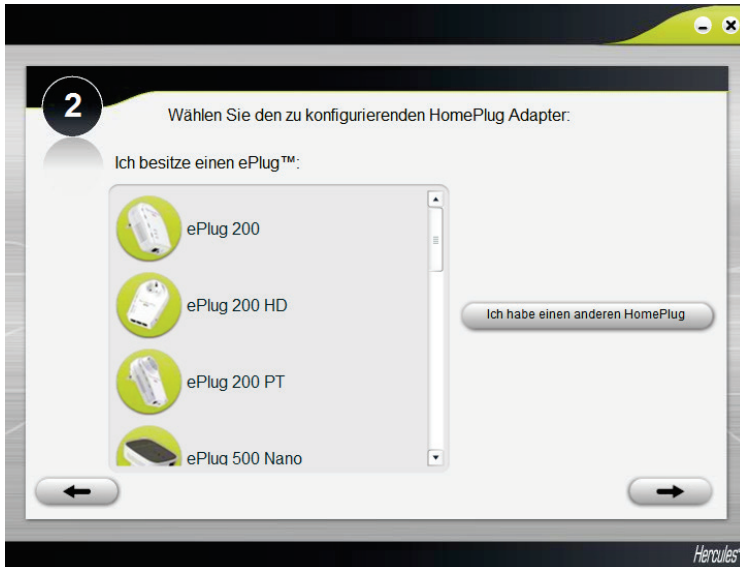 2
Wählen Sie den zu konfigurierenden HomePlug Adapter:
Ich besitze einen ePlug™:
ePlug 200
ePlug 200 HD
ePlug 200 PT
ePlug 500 Nano
Ich habe einen anderen HomePlug
Hercules®